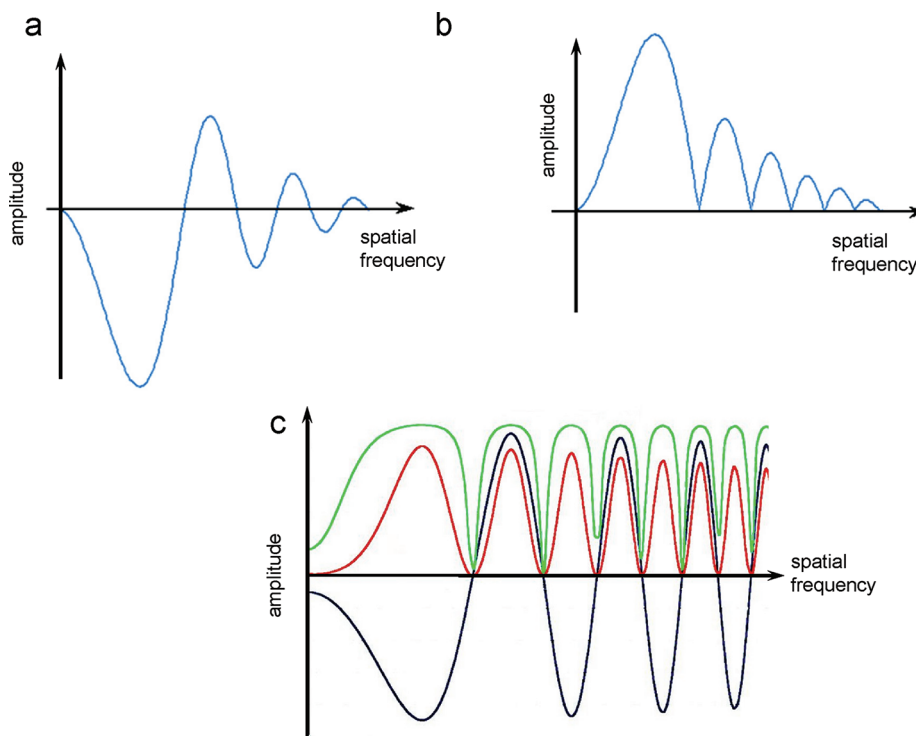 a
amplitude
spatial
frequency
b
amplitude
spatial
frequency
c
amplitude
spatial
frequency